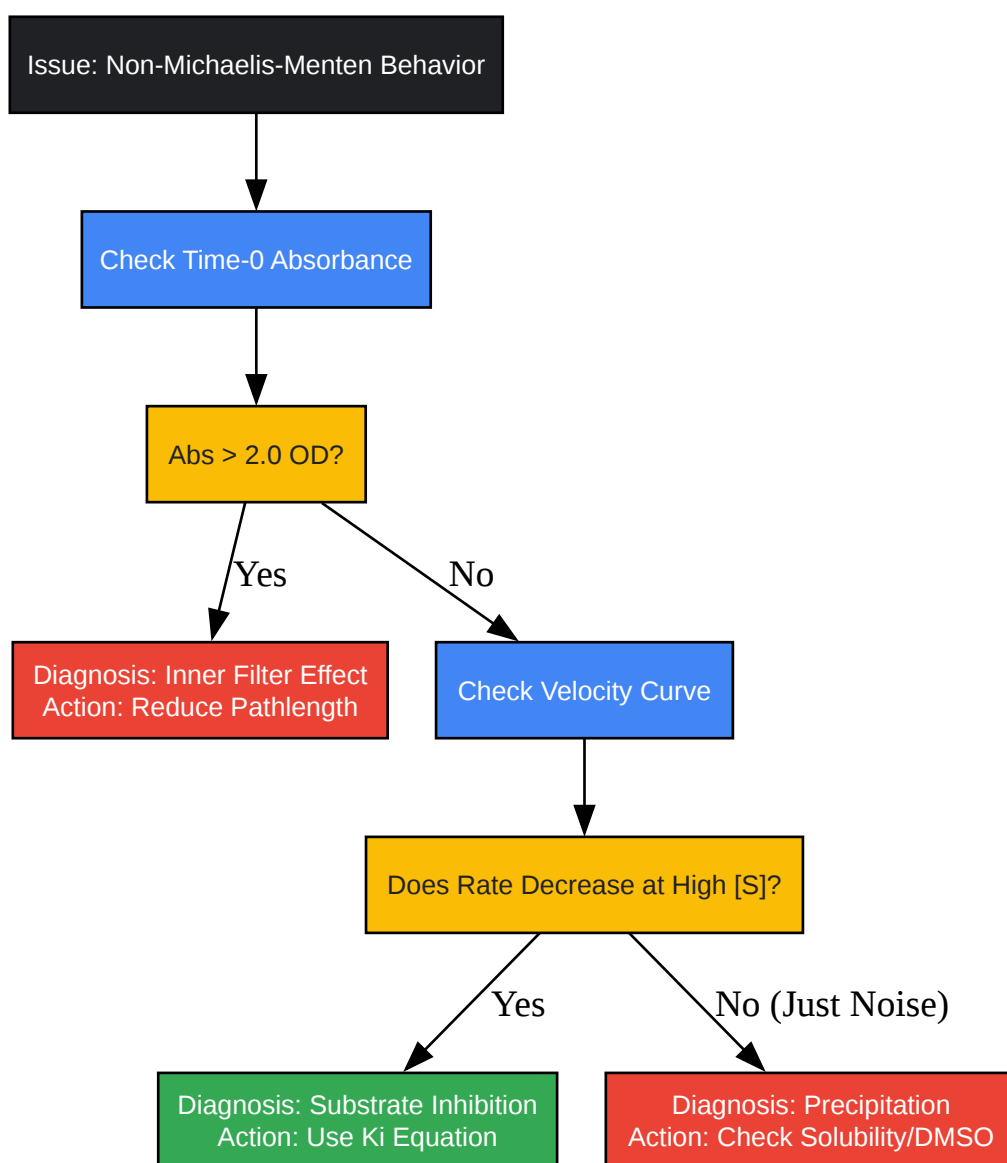 Issue: Non-Michaelis-Menten Behavior
Check Time-0 Absorbance
Abs > 2.0 OD?
Yes
No
Diagnosis: Inner Filter Effect
Action: Reduce Pathlength
Check Velocity Curve
Does Rate Decrease at High [S]?
Yes
No (Just Noise)
Diagnosis: Substrate Inhibition
Action: Use Ki Equation
Diagnosis: Precipitation
Action: Check Solubility/DMSO